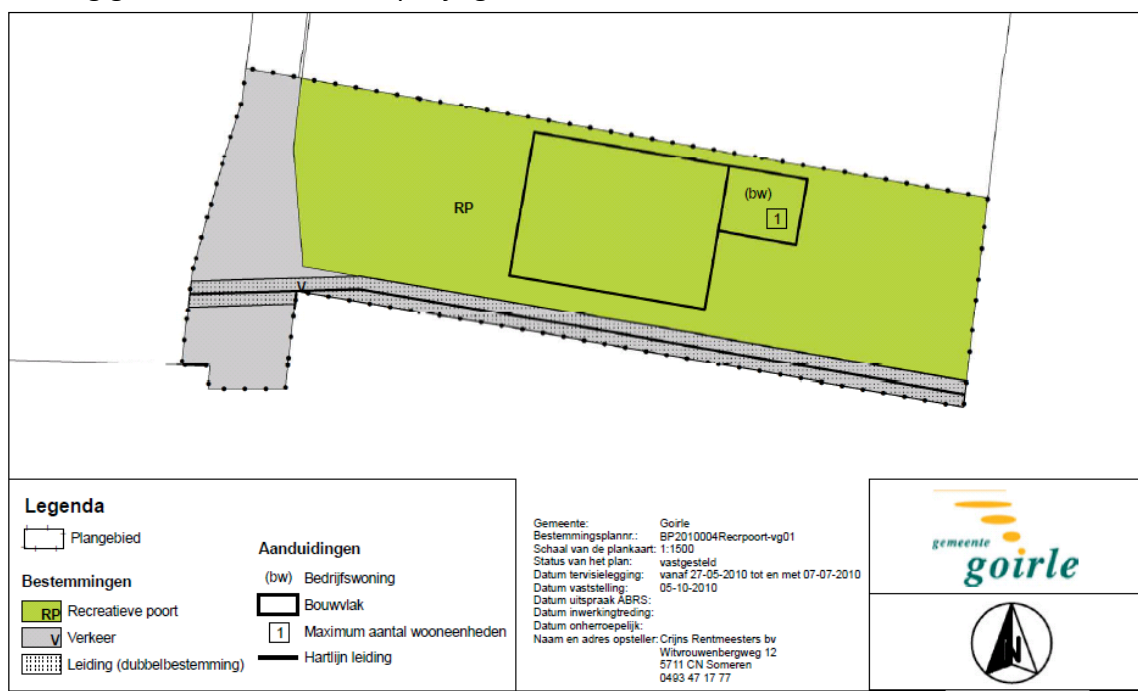 (bw)
1
RP
V
Legenda
Plangebied
Bestemmingen
RP Recreatieve poort
V Verkeer
Leiding (dubbelbestemming)
Aanduidingen
(bw) Bedrijfswoning
Bouwvlak
1 Maximum aantal wooneenheden
Hartlijn leiding
Gemeente: Goirle
Bestemmingsplannr.: BP2010004Recrpoort-vg01
Schaal van de plankaart: 1:1500
Status van het plan: vastgesteld
Datum tervisielegging: vanaf 27-05-2010 tot en met 07-07-2010
Datum vaststelling: 05-10-2010
Datum uitspraak ABRS:
Datum inwerkingtreding:
Datum onherroepelijk:
Naam en adres opsteller: Crijns Rentmeesters bv
Witvrouwenbergweg 12
5711 CN Someren
0493 47 17 77
gemeente
goirle
N